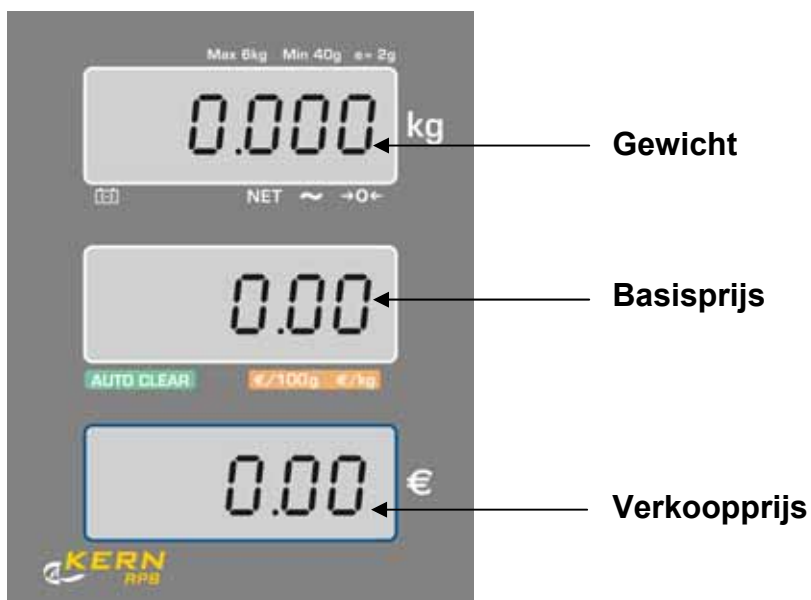 Max 6kg Min 40g e= 2g
0.000 kg
Gewicht
NET ~ →0←
0.00
Basisprijs
AUTO CLEAR €/100g €/kg
0.00 €
Verkoopprijs
KERN
RPB